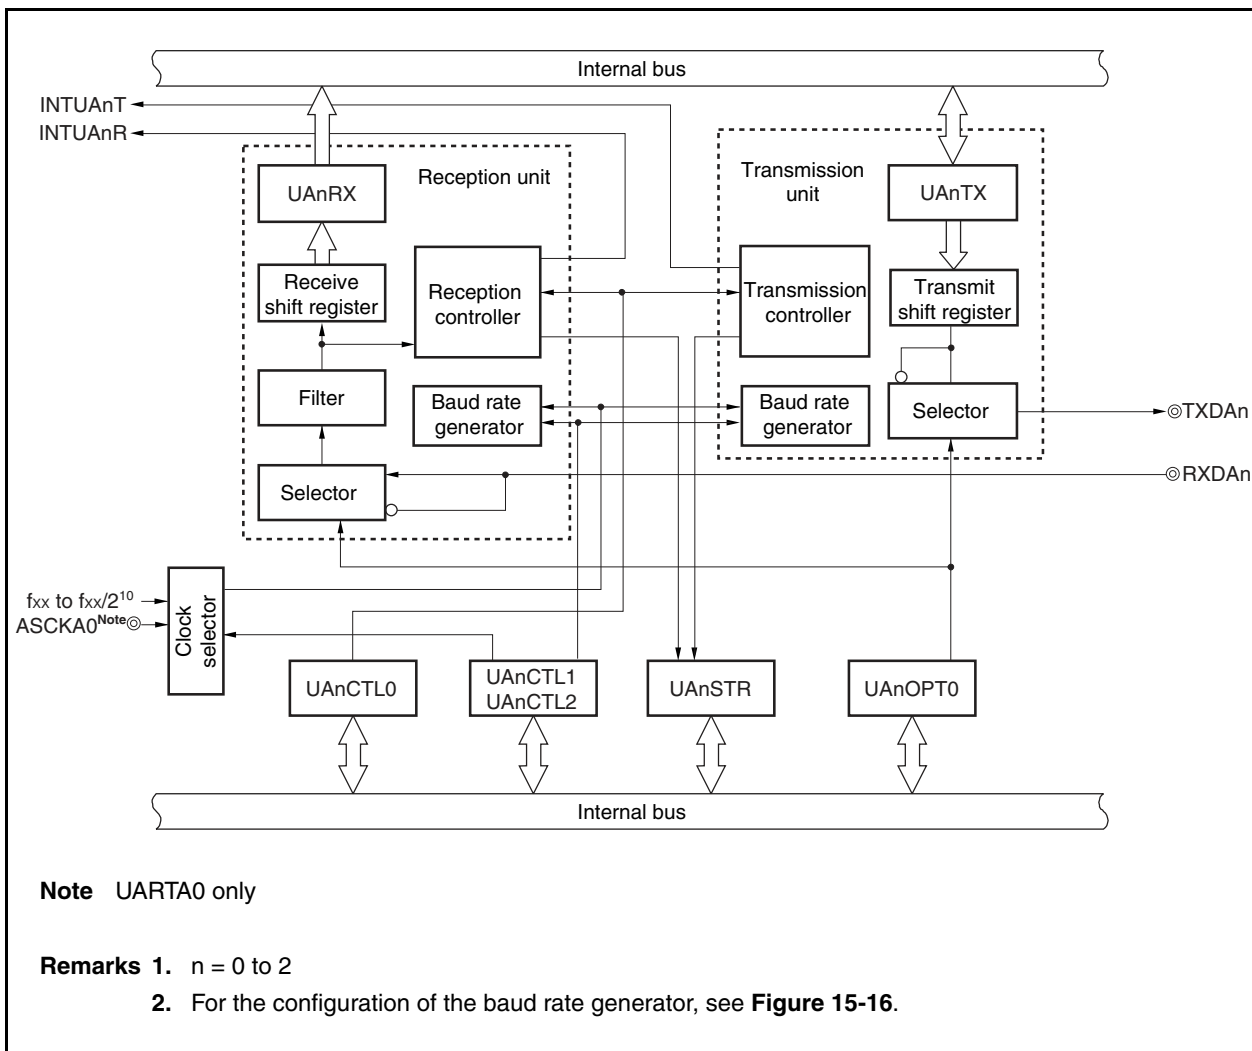 Internal bus
INTUAnT
INTUAnR
Reception unit
UAnRX
Receive
shift register
Reception
controller
Filter
Baud rate
generator
Selector
Transmission
unit
UAnTX
Transmission
controller
Transmit
shift register
Baud rate
generator
Selector
TXDAn
RXDAn
fxx to fxx/2¹⁰
ASCKA0Note
Clock
selector
UAnCTL0
UAnCTL1
UAnCTL2
UAnSTR
UAnOPT0
Internal bus
Note UARTA0 only
Remarks 1. n = 0 to 2
2. For the configuration of the baud rate generator, see Figure 15-16.